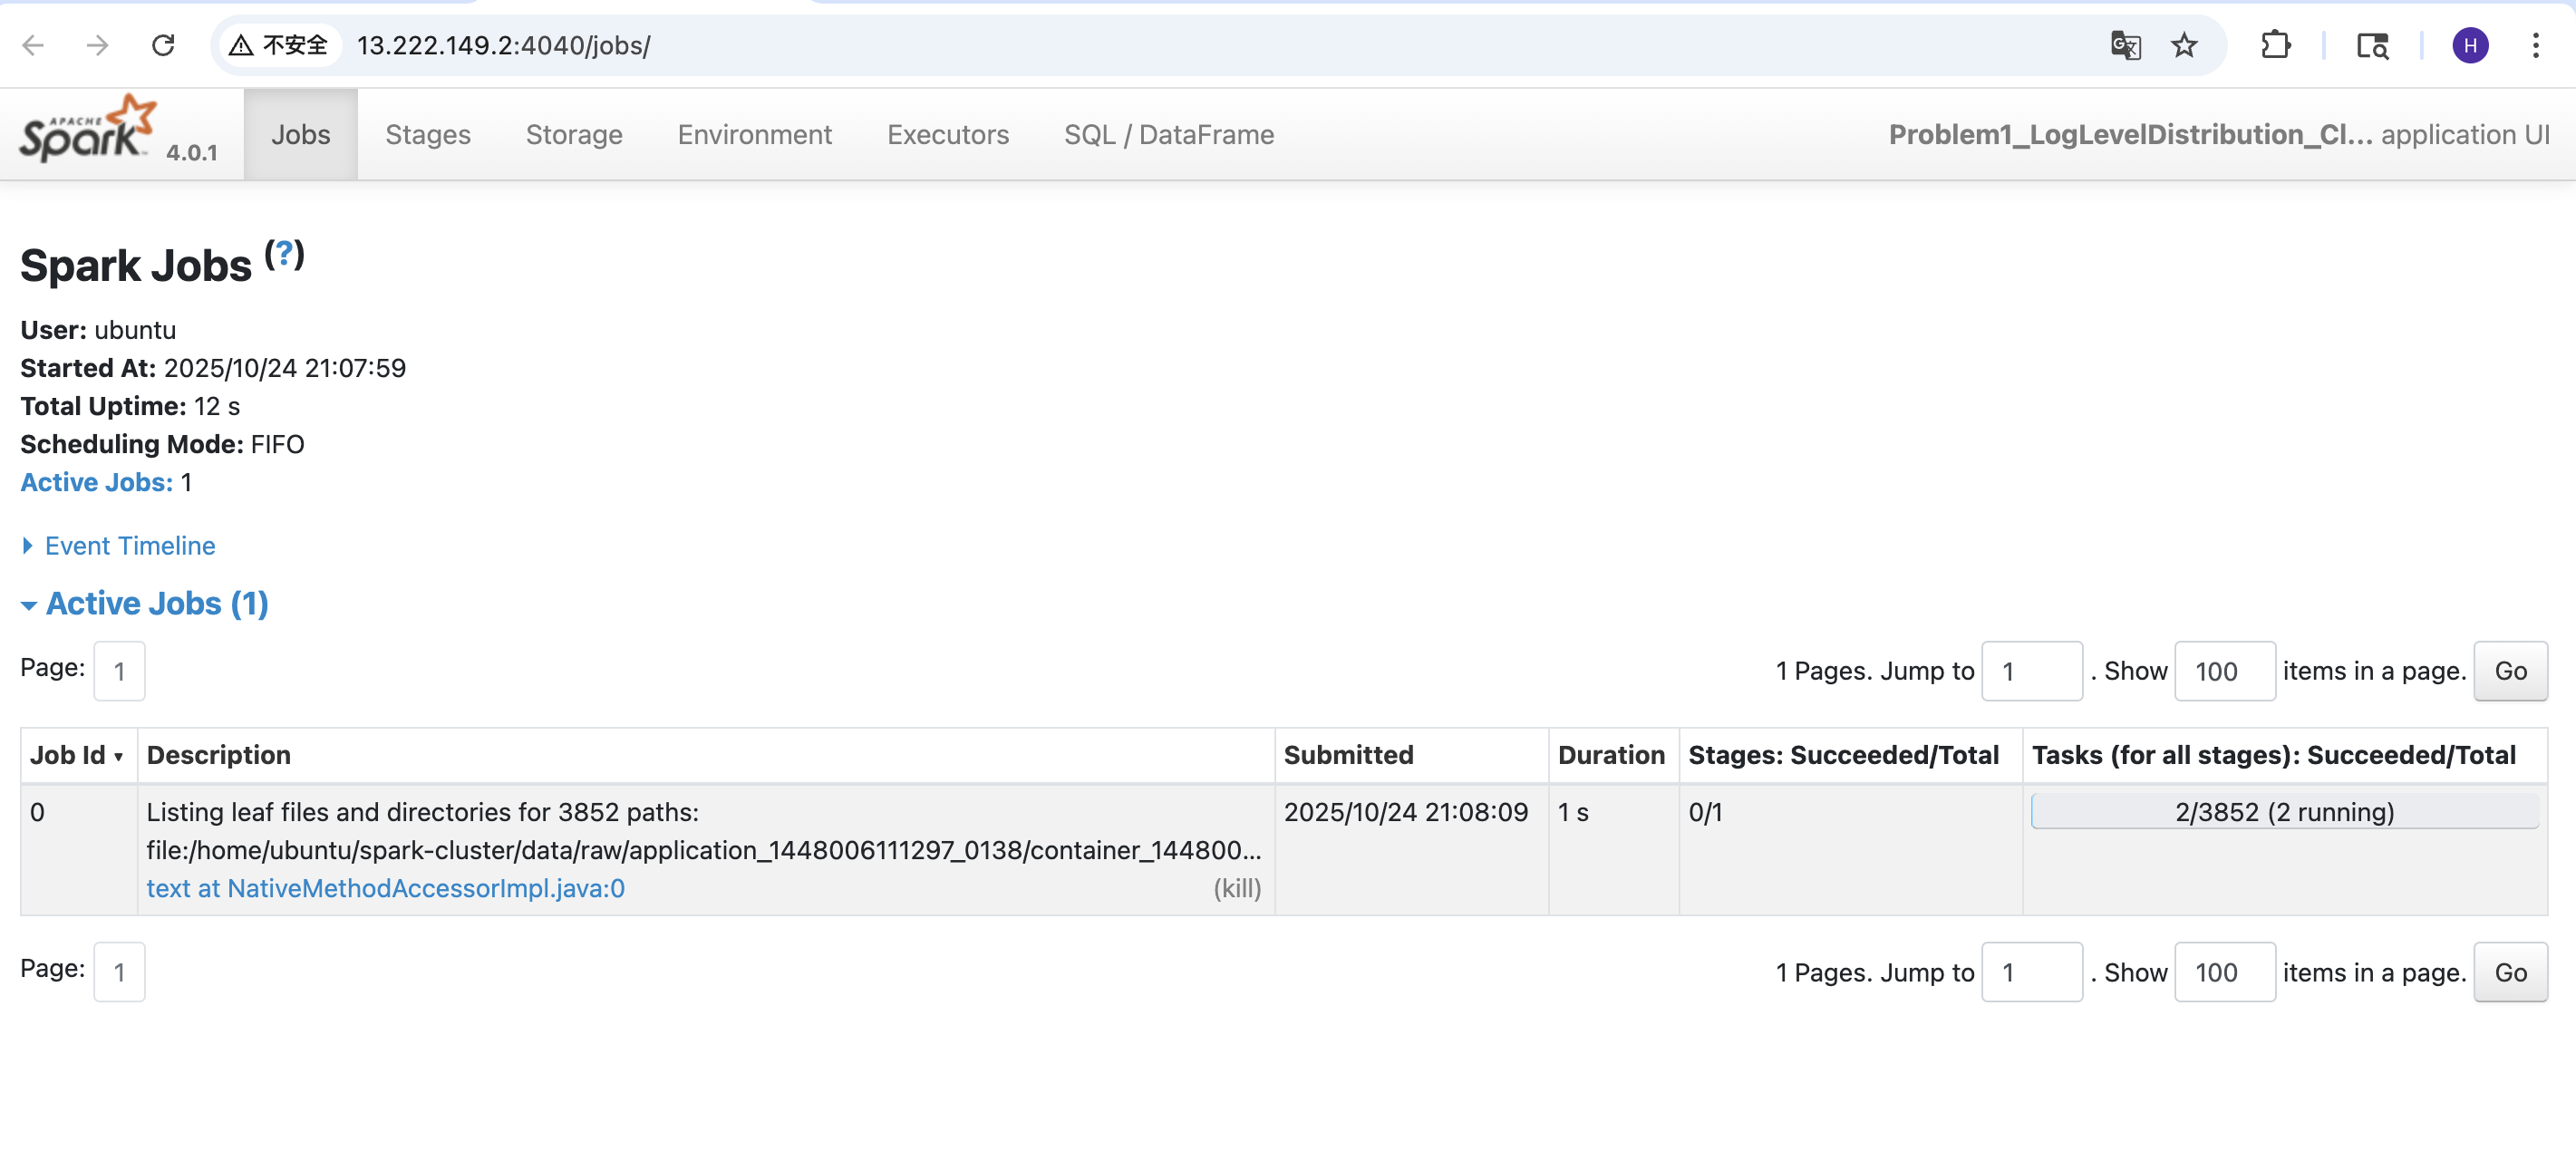 不安全 13.222.149.2:4040/jobs/ H
APACHE Spark 4.0.1 Jobs Stages Storage Environment Executors SQL / DataFrame Problem1_LogLevelDistribution_Cl... application UI
Spark Jobs (?)
User: ubuntu
Started At: 2025/10/24 21:07:59
Total Uptime: 12 s
Scheduling Mode: FIFO
Active Jobs: 1
Event Timeline
Active Jobs (1)
Page: 1 1 Pages. Jump to 1 . Show 100 items in a page. Go
Job Id Description Submitted Duration Stages: Succeeded/Total Tasks (for all stages): Succeeded/Total
0 Listing leaf files and directories for 3852 paths: 2025/10/24 21:08:09 1 s 0/1 2/3852 (2 running)
file:/home/ubuntu/spark-cluster/data/raw/application_1448006111297_0138/container_144800...
text at NativeMethodAccessorImpl.java:0 (kill)
Page: 1 1 Pages. Jump to 1 . Show 100 items in a page. Go